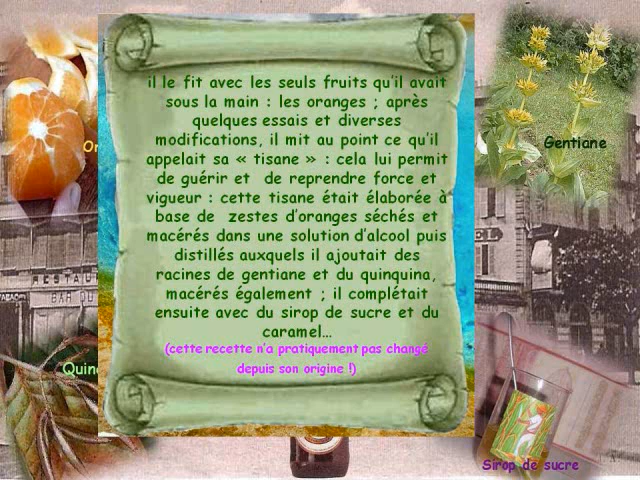 il le fit avec les seuls fruits qu'il avait
sous la main : les oranges ; après
quelques essais et diverses
modifications, il mit au point ce qu'il
appelait sa « tisane » : cela lui permit
de guérir et de reprendre force et
vigueur : cette tisane était élaborée à
base de zestes d'oranges séchés et
macérés dans une solution d'alcool puis
distillés auxquels il ajoutait des
racines de gentiane et du quinquina,
macérés également ; il complétait
ensuite avec du sirop de sucre et du
caramel…
(cette recette n'a pratiquement pas changé
depuis son origine !)
Gentiane
Sirop de sucre